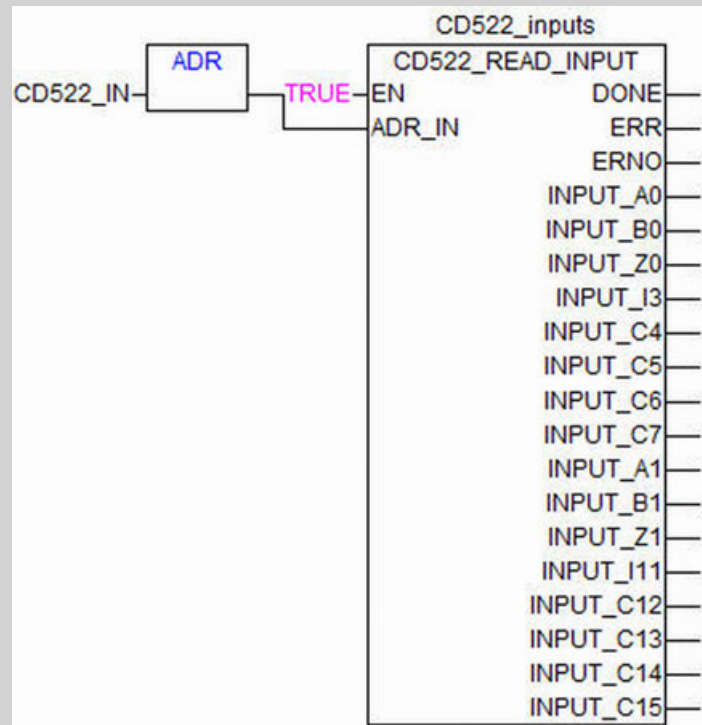 CD522_inputs
ADR
CD522_READ_INPUT
CD522_IN
TRUE
EN
DONE
ADR_IN
ERR
ERNO
INPUT_A0
INPUT_B0
INPUT_Z0
INPUT_I3
INPUT_C4
INPUT_C5
INPUT_C6
INPUT_C7
INPUT_A1
INPUT_B1
INPUT_Z1
INPUT_I11
INPUT_C12
INPUT_C13
INPUT_C14
INPUT_C15